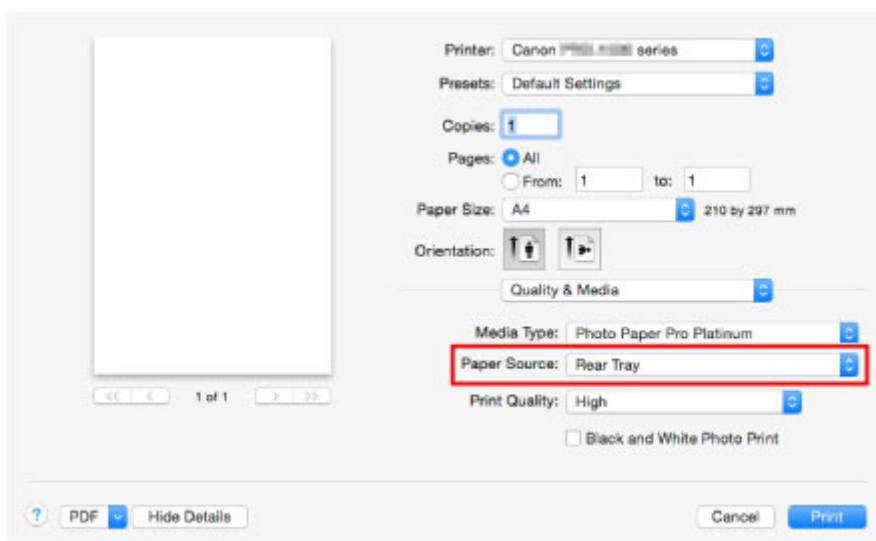 Printer: Canon series
Presets: Default Settings
Copies: 1
Pages: All
From: 1 to: 1
Paper Size: A4 210 by 297 mm
Orientation:
Quality & Media
Media Type: Photo Paper Pro Platinum
Paper Source: Rear Tray
1 of 1
Print Quality: High
Black and White Photo Print
? PDF Hide Details Cancel Print